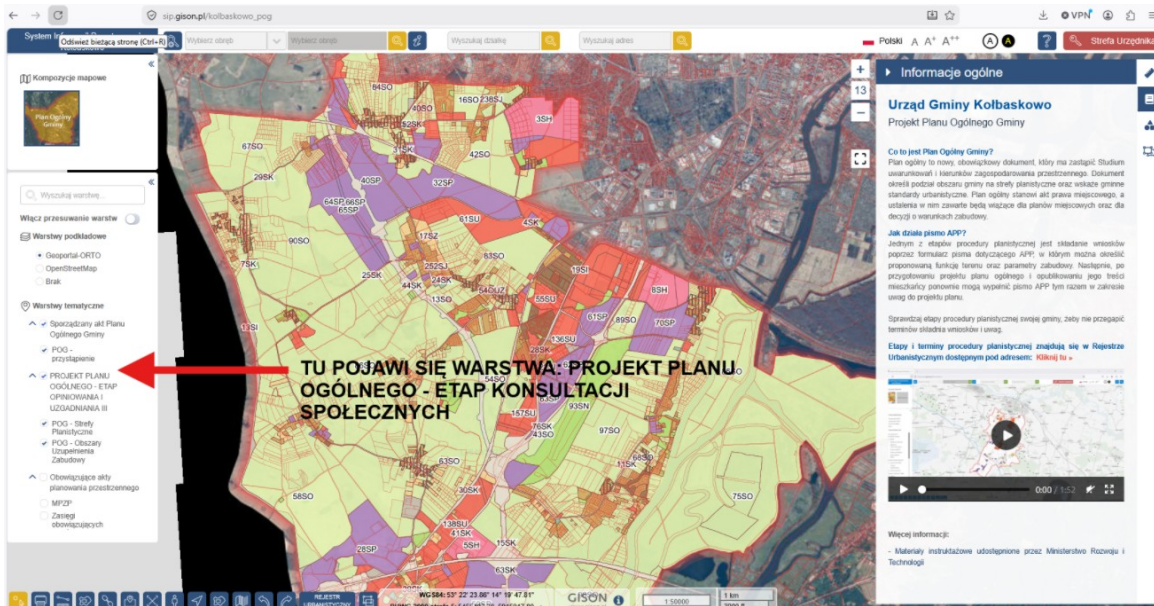 sip.gison.pl/kolbaskowo_pog
VPN
Odśwież bieżącą stronę (Ctrl+R)
Wybierz obręb
Wybierz obręb
Wyszukaj działkę
Wyszukaj adres
Polski A A+ A++ A A
?
Strefa Urzędnika
Kompozycje mapowe
Plan Ogólny
Gminy
Wyszukaj warstwę...
Włącz przesuwanie warstw
Warstwy podkładowe
Geoportal-ORTO
OpenStreetMap
Brak
Warstwy tematyczne
Sporządzany akt Planu
Ogólnego Gminy
POG -
przystąpienie
PROJEKT PLANU
OGÓLNEGO - ETAP
OPINIOWANIA I
UZGADNIANIA III
POG - Strefy
Planistyczne
POG - Obszary
Uzupełnienia
Zabudowy
Obowiązujące akty
planowania przestrzennego
MPZP
Zasięgi
obowiązujących
TU POJAWI SIĘ WARSTWA: PROJEKT PLANU
OGÓLNEGO - ETAP KONSULTACJI
SPOŁECZNYCH
84SO
16SO
3SH
67SO
31SK
42SO
29SK
40SP
32SP
61SU
4SK
17SZ
90SO
7SK
25SK
252SJ
63SO
24SK
44SK
13SO
19SI
55SU
8SH
61SP
89SO
70SP
136SU
28SK
93SN
157SU
76SK
43SO
97SO
11SK
63SO
58SO
30SK
75SO
138SU
41SK
28SP
5SH
15SK
63SK
+
13
−
Informacje ogólne
Urząd Gminy Kołbaskowo
Projekt Planu Ogólnego Gminy
Co to jest Plan Ogólny Gminy?
Plan ogólny to nowy, obowiązkowy dokument, który ma zastąpić Studium
uwarunkowań i kierunków zagospodarowania przestrzennego. Dokument
określi podział obszaru gminy na strefy planistyczne oraz wskaże gminne
standardy urbanistyczne. Plan ogólny stanowi akt prawa miejscowego, a
ustalenia w nim zawarte będą wiążące dla planów miejscowych oraz dla
decyzji o warunkach zabudowy.
Jak działa pismo APP?
Jednym z etapów procedury planistycznej jest składanie wniosków
poprzez formularz pisma dotyczącego APP, w którym można określić
proponowaną funkcję terenu oraz parametry zabudowy. Następnie, po
przygotowaniu projektu planu ogólnego i opublikowaniu jego treści
mieszkańcy ponownie mogą wypełnić pismo APP tym razem w zakresie
uwag do projektu planu.
Sprawdzaj etapy procedury planistycznej swojej gminy, żeby nie przegapić
terminów składnia wniosków i uwag.
Etapy i terminy procedury planistycznej znajdują się w Rejestrze
Urbanistycznym dostępnym pod adresem: Kliknij tu »
0:00 / 1:52
Więcej informacji:
- Materiały instruktażowe udostępnione przez Ministerstwo Rozwoju i
Technologii
REJESTR
URBANISTYCZNY
WGS84: 53° 22' 23.86" 14° 19' 47.81"
GISON
1:50000
1 km